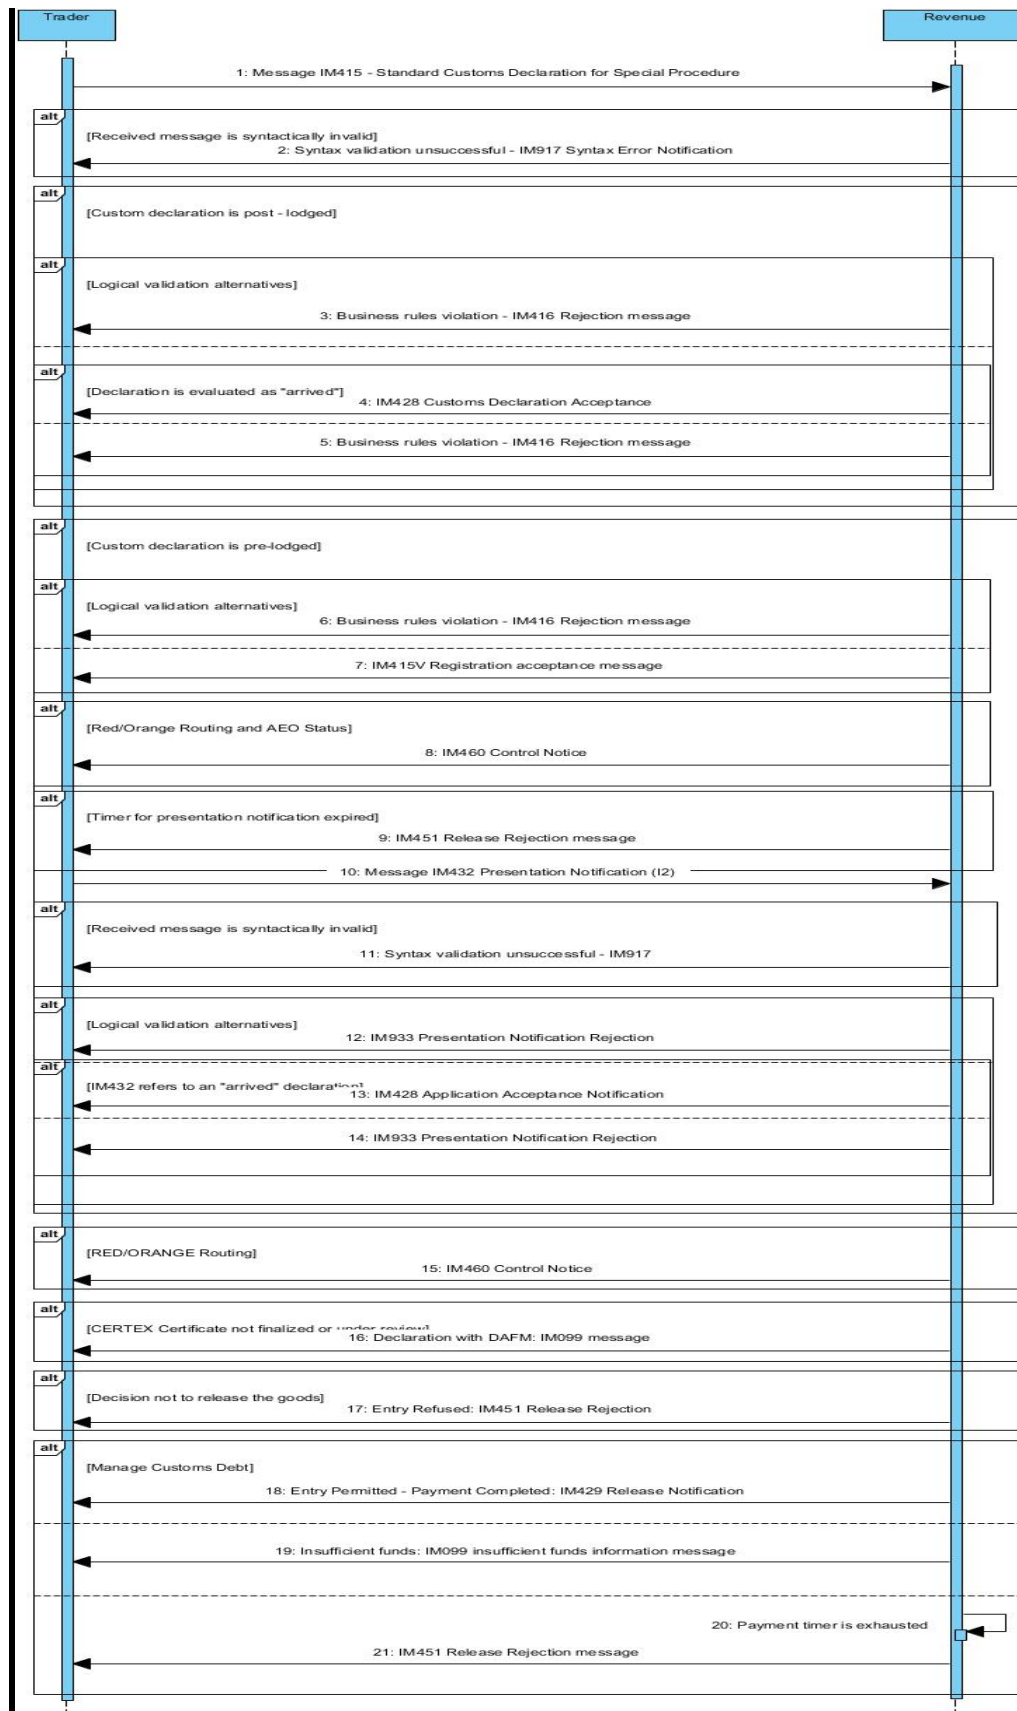 Trader
Revenue
1: Message IM415 - Standard Customs Declaration for Special Procedure
alt
[Received message is syntactically invalid]
2: Syntax validation unsuccessful - IM917 Syntax Error Notification
alt
[Custom declaration is post - lodged]
alt
[Logical validation alternatives]
3: Business rules violation - IM416 Rejection message
alt
[Declaration is evaluated as "arrived"]
4: IM428 Customs Declaration Acceptance
5: Business rules violation - IM416 Rejection message
alt
[Custom declaration is pre-lodged]
alt
[Logical validation alternatives]
6: Business rules violation - IM416 Rejection message
7: IM415V Registration acceptance message
alt
[Red/Orange Routing and AEO Status]
8: IM460 Control Notice
alt
[Timer for presentation notification expired]
9: IM451 Release Rejection message
10: Message IM432 Presentation Notification (I2)
alt
[Received message is syntactically invalid]
11: Syntax validation unsuccessful - IM917
alt
[Logical validation alternatives]
12: IM933 Presentation Notification Rejection
alt
[IM432 refers to an "arrived" declaration]
13: IM428 Application Acceptance Notification
14: IM933 Presentation Notification Rejection
alt
[RED/ORANGE Routing]
15: IM460 Control Notice
alt
[CERTEX Certificate not finalized or under review]
16: Declaration with DAFM: IM099 message
alt
[Decision not to release the goods]
17: Entry Refused: IM451 Release Rejection
alt
[Manage Customs Debt]
18: Entry Permitted - Payment Completed: IM429 Release Notification
19: Insufficient funds: IM099 insufficient funds information message
20: Payment timer is exhausted
21: IM451 Release Rejection message